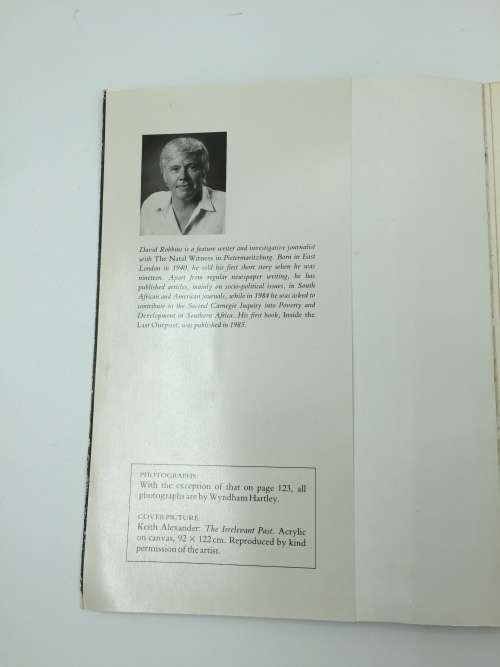 David Robbins is a feature writer and investigative journalist
with The Natal Witness in Pietermaritzburg. Born in East
London in 1940, he sold his first short story when he was
nineteen. Apart from regular newspaper writing, he has
published articles, mainly on socio-political issues, in South
African and American journals, while in 1984 he was asked to
contribute to the Second Carnegie Inquiry into Poverty and
Development in Southern Africa. His first book, Inside the
Last Outpost, was published in 1985.
PHOTOGRAPHS:
With the exception of that on page 123, all
photographs are by Wyndham Hartley.
COVER PICTURE:
Keith Alexander: The Irrelevant Past. Acrylic
on canvas, 92 × 122 cm. Reproduced by kind
permission of the artist.